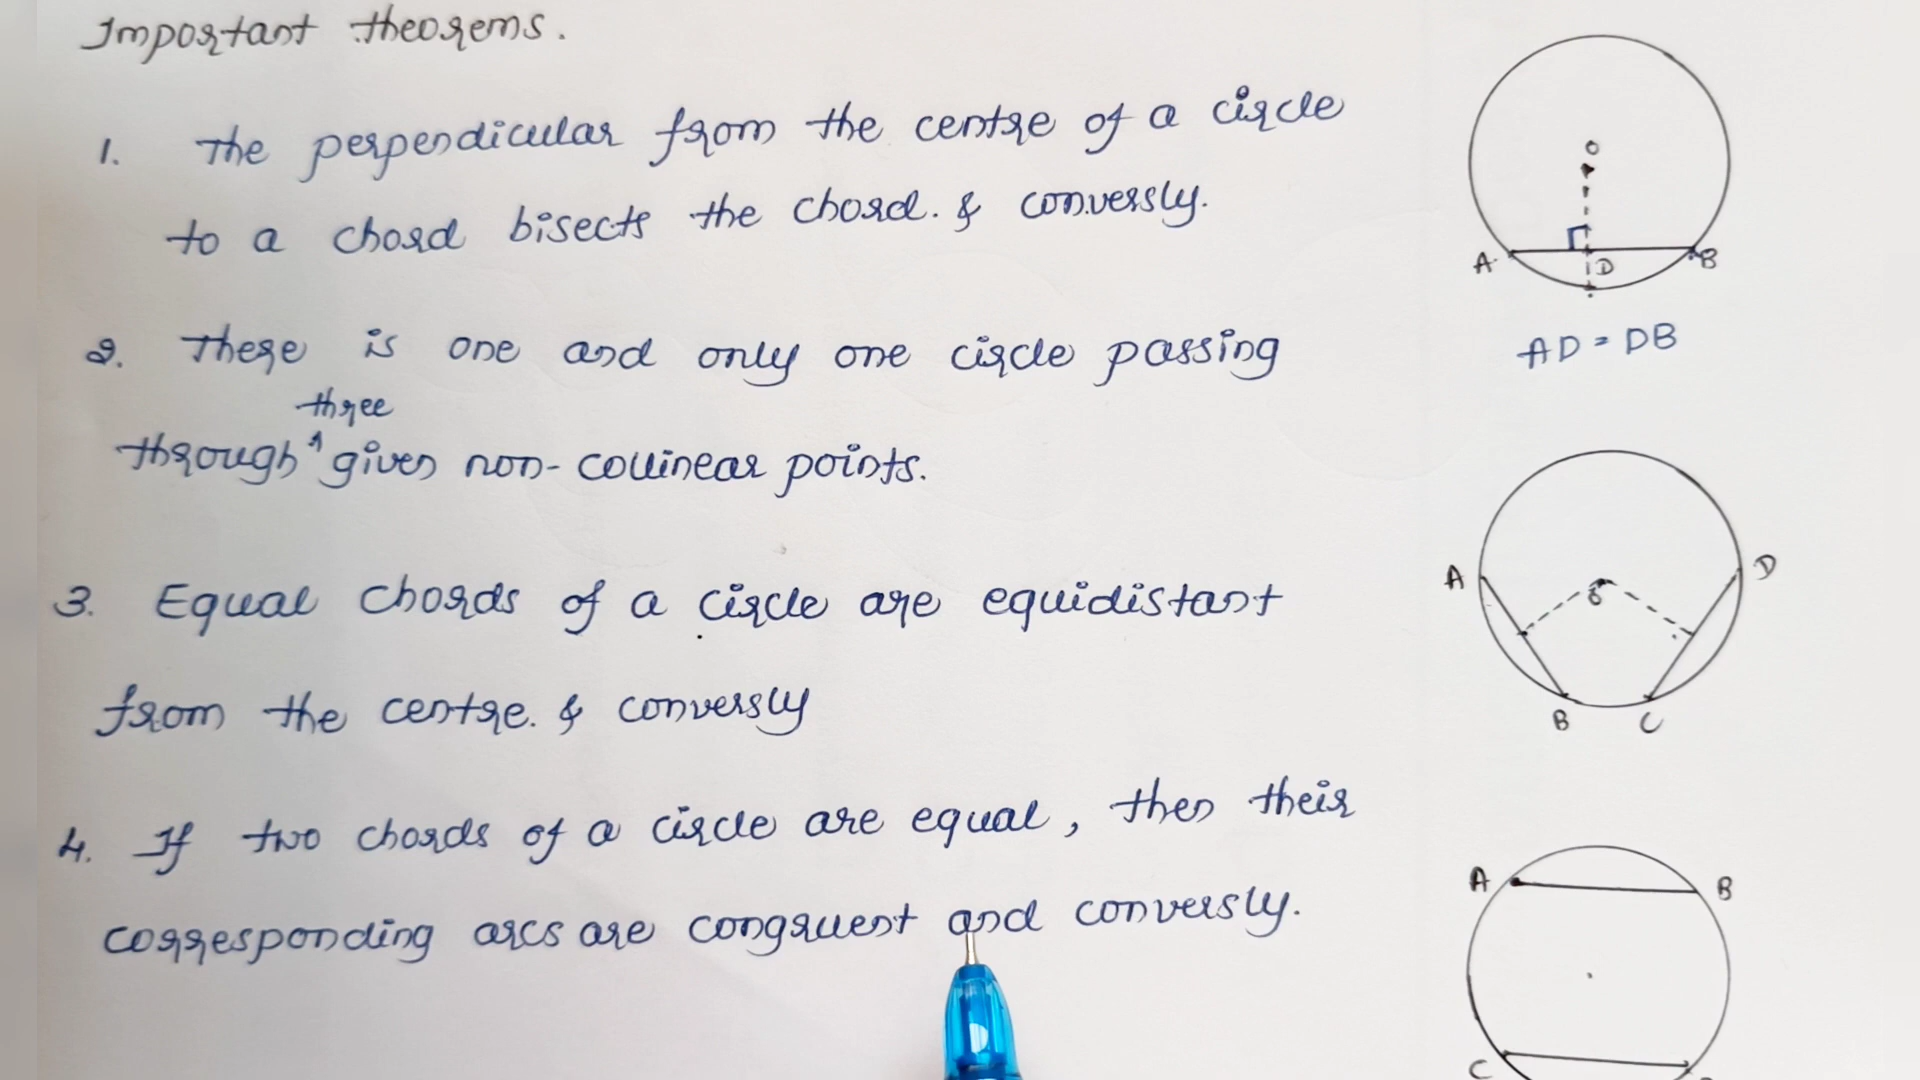 Important theorems.
1. The perpendicular from the centre of a circle
to a chord bisects the chord. & conversly.
2. There is one and only one circle passing
three
through given non-collinear points.
3. Equal chords of a circle are equidistant
from the centre. & conversly
4. If two chords of a circle are equal, then their
corresponding arcs are congruent and conversly.
O
A D B
AD = DB
A D
O
B C
A B
C